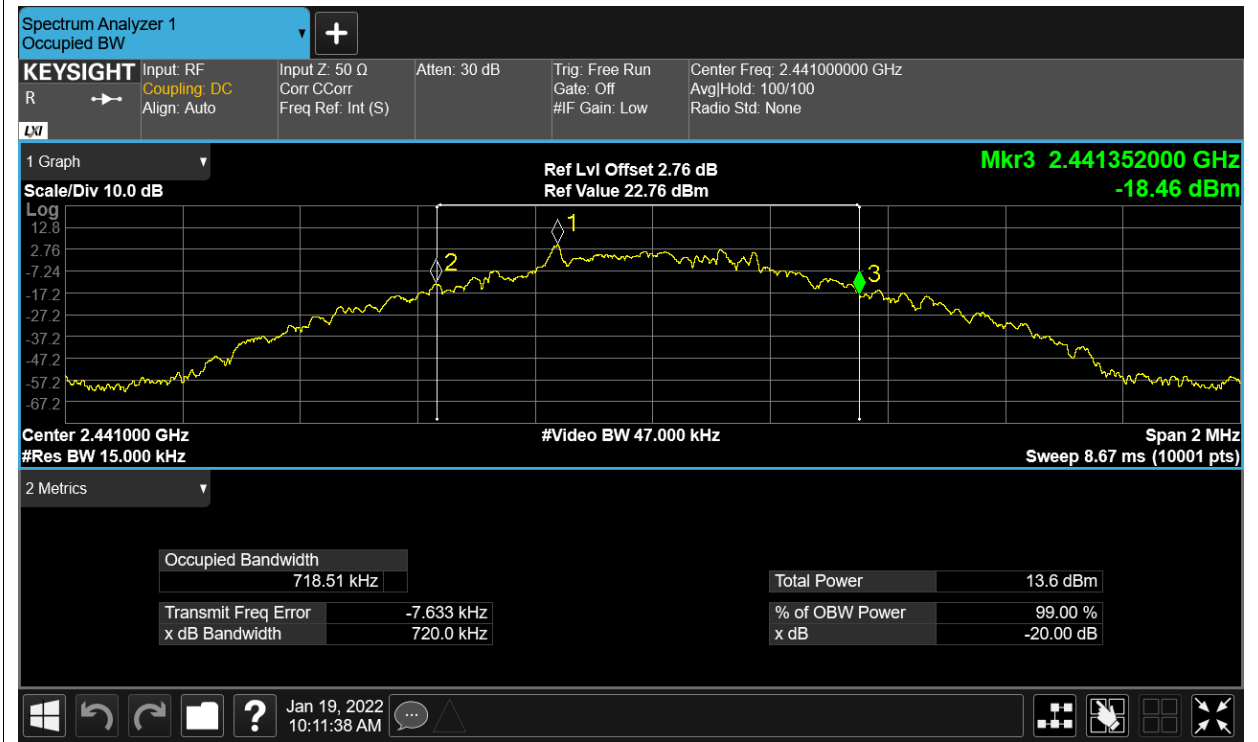 Spectrum Analyzer 1
Occupied BW
KEYSIGHT
R
LXI
Input: RF
Coupling: DC
Align: Auto
Input Z: 50 Ω
Corr CCorr
Freq Ref: Int (S)
Atten: 30 dB
Trig: Free Run
Gate: Off
#IF Gain: Low
Center Freq: 2.441000000 GHz
Avg|Hold: 100/100
Radio Std: None
1 Graph
Scale/Div 10.0 dB
Ref Lvl Offset 2.76 dB
Ref Value 22.76 dBm
Mkr3 2.441352000 GHz
-18.46 dBm
Log
12.8
2.76
-7.24
-17.2
-27.2
-37.2
-47.2
-57.2
-67.2
1
2
3
Center 2.441000 GHz
#Res BW 15.000 kHz
#Video BW 47.000 kHz
Span 2 MHz
Sweep 8.67 ms (10001 pts)
2 Metrics
Occupied Bandwidth
718.51 kHz
Transmit Freq Error -7.633 kHz
x dB Bandwidth 720.0 kHz
Total Power 13.6 dBm
% of OBW Power 99.00 %
x dB -20.00 dB
?
Jan 19, 2022
10:11:38 AM